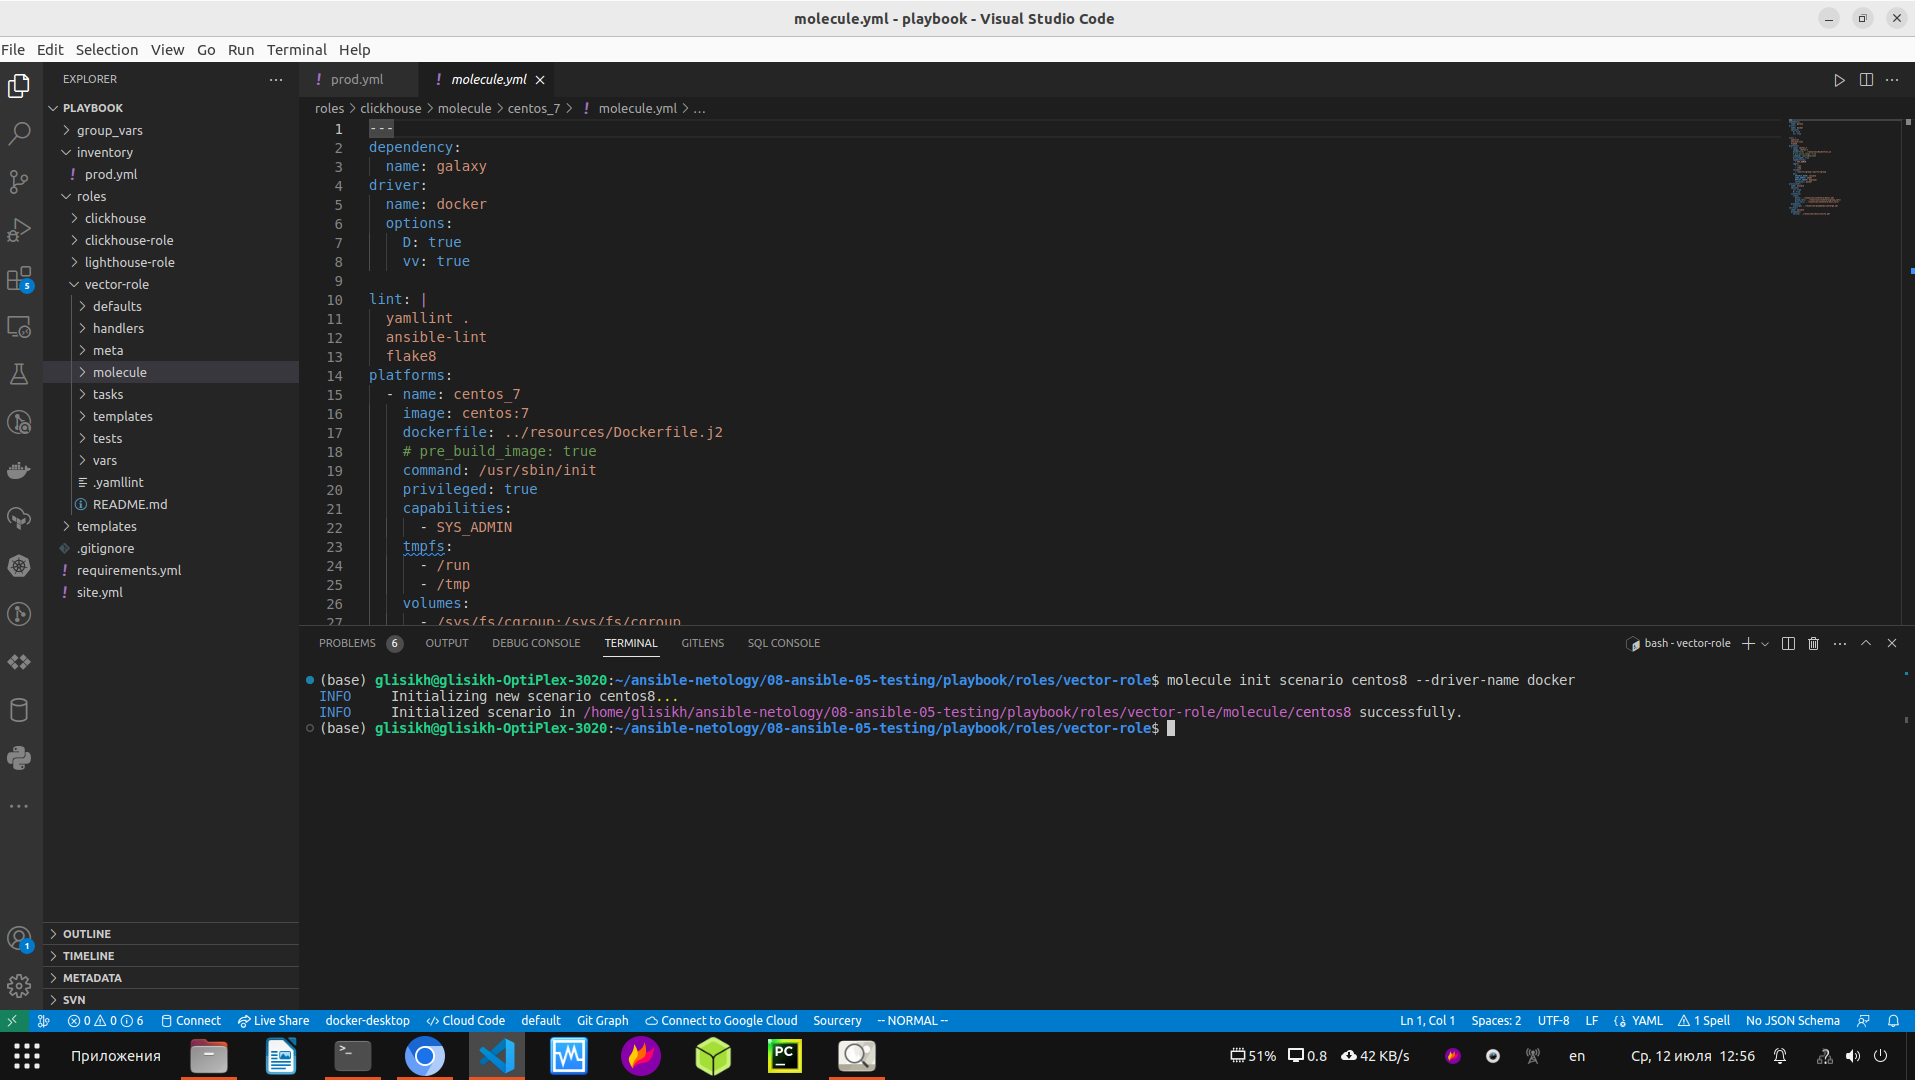 molecule.yml - playbook - Visual Studio Code
File Edit Selection View Go Run Terminal Help
EXPLORER
PLAYBOOK
group_vars
inventory
prod.yml
roles
clickhouse
clickhouse-role
lighthouse-role
vector-role
defaults
handlers
meta
molecule
tasks
templates
tests
vars
.yamllint
README.md
templates
.gitignore
requirements.yml
site.yml
OUTLINE
TIMELINE
METADATA
SVN
5
1
prod.yml molecule.yml
roles > clickhouse > molecule > centos_7 > ! molecule.yml > ...
1 ---
2 dependency:
3 name: galaxy
4 driver:
5 name: docker
6 options:
7 D: true
8 vv: true
9
10 lint: |
11 yamllint .
12 ansible-lint
13 flake8
14 platforms:
15 - name: centos_7
16 image: centos:7
17 dockerfile: ../resources/Dockerfile.j2
18 # pre_build_image: true
19 command: /usr/sbin/init
20 privileged: true
21 capabilities:
22 - SYS_ADMIN
23 tmpfs:
24 - /run
25 - /tmp
26 volumes:
27 - /sys/fs/cgroup:/sys/fs/cgroup
PROBLEMS 6 OUTPUT DEBUG CONSOLE TERMINAL GITLENS SQL CONSOLE bash - vector-role
(base) glisikh@glisikh-OptiPlex-3020:~/ansible-netology/08-ansible-05-testing/playbook/roles/vector-role$ molecule init scenario centos8 --driver-name docker
INFO Initializing new scenario centos8...
INFO Initialized scenario in /home/glisikh/ansible-netology/08-ansible-05-testing/playbook/roles/vector-role/molecule/centos8 successfully.
(base) glisikh@glisikh-OptiPlex-3020:~/ansible-netology/08-ansible-05-testing/playbook/roles/vector-role$
0 0 6 Connect Live Share docker-desktop Cloud Code default Git Graph Connect to Google Cloud Sourcery -- NORMAL -- Ln 1, Col 1 Spaces: 2 UTF-8 LF YAML 1 Spell No JSON Schema
Приложения PC 51% 0.8 42 KB/s en Ср, 12 июля 12:56